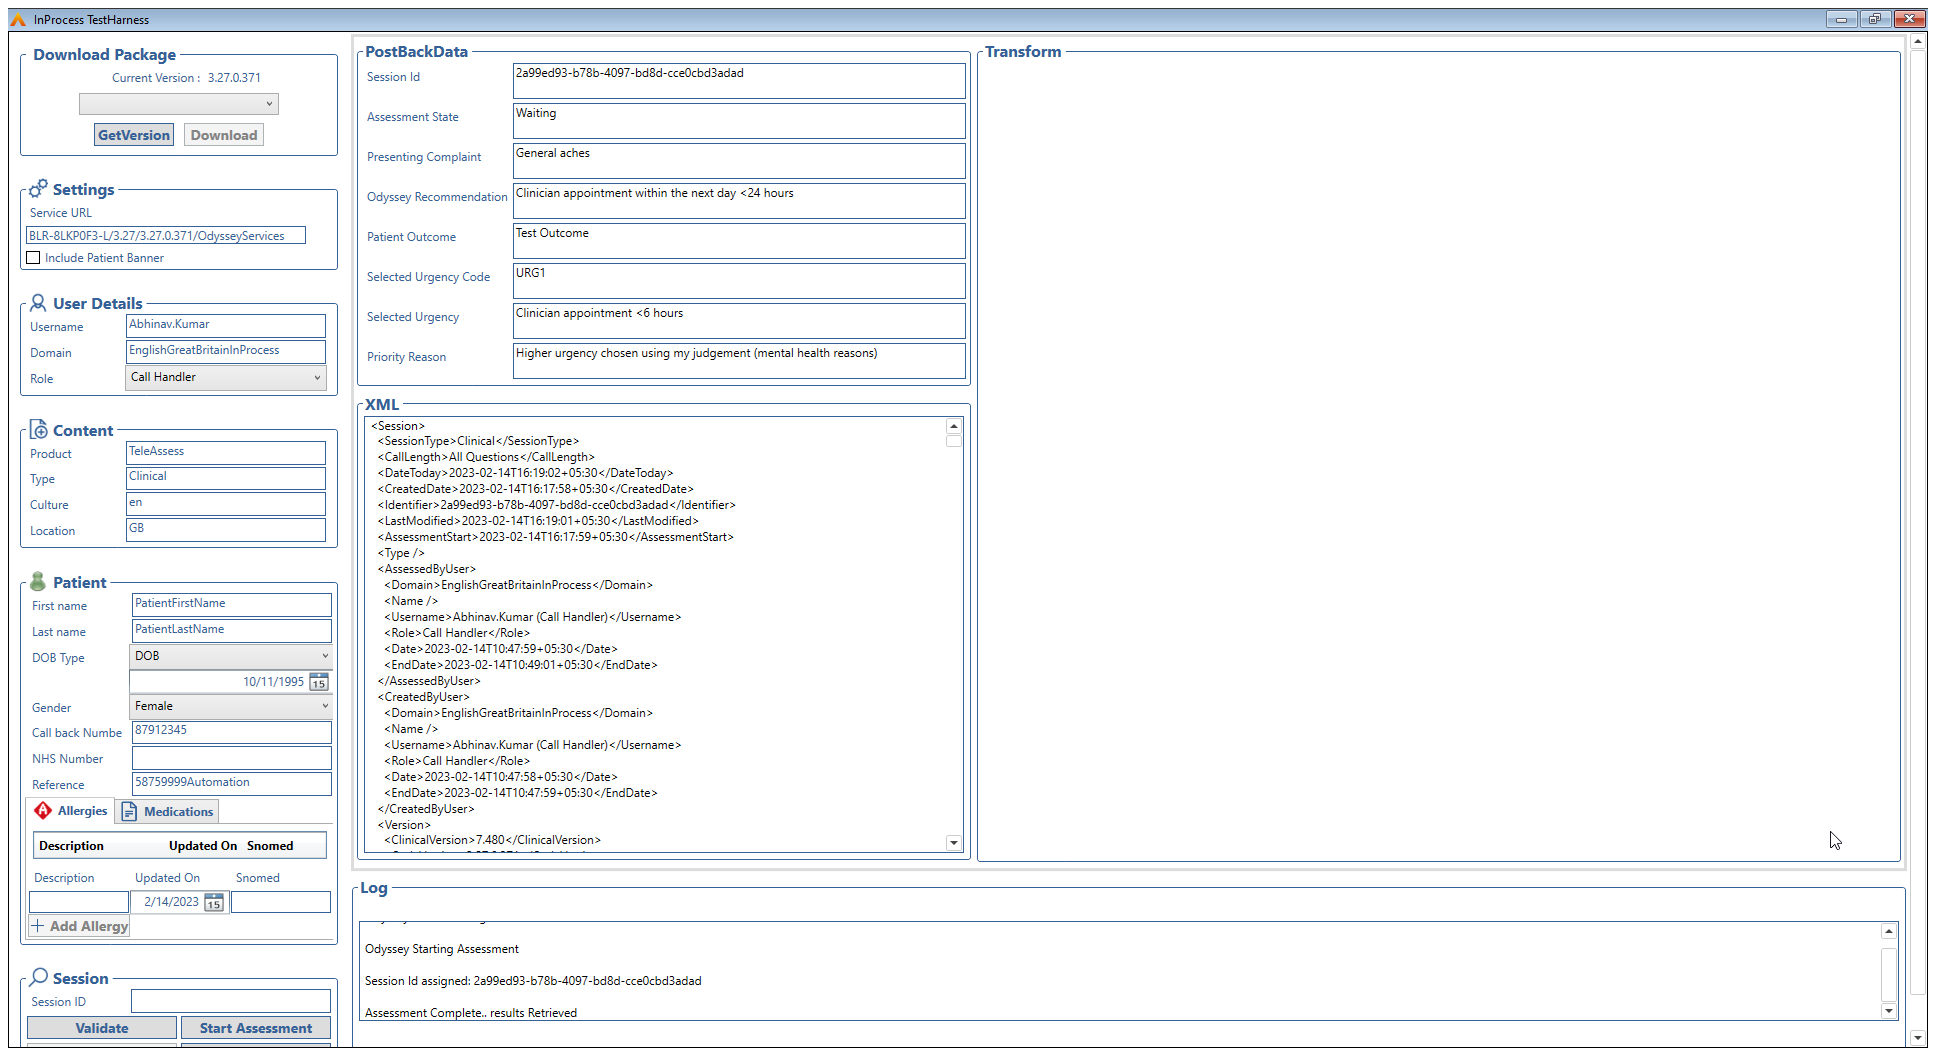 InProcess TestHarness
Download Package
Current Version : 3.27.0.371
GetVersion Download
Settings
Service URL
BLR-8LKP0F3-L/3.27/3.27.0.371/OdysseyServices
Include Patient Banner
User Details
Username Abhinav.Kumar
Domain EnglishGreatBritainInProcess
Role Call Handler
Content
Product TeleAssess
Type Clinical
Culture en
Location GB
Patient
First name PatientFirstName
Last name PatientLastName
DOB Type DOB
10/11/1995 15
Gender Female
Call back Numbe 87912345
NHS Number
Reference 58759999Automation
A Allergies Medications
Description Updated On Snomed
Description Updated On Snomed
2/14/2023 15
Add Allergy
Session
Session ID
Validate Start Assessment
PostBackData
Session Id 2a99ed93-b78b-4097-bd8d-cce0cbd3adad
Assessment State Waiting
Presenting Complaint General aches
Odyssey Recommendation Clinician appointment within the next day <24 hours
Patient Outcome Test Outcome
Selected Urgency Code URG1
Selected Urgency Clinician appointment <6 hours
Priority Reason Higher urgency chosen using my judgement (mental health reasons)
XML
<Session>
<SessionType>Clinical</SessionType>
<CallLength>All Questions</CallLength>
<DateToday>2023-02-14T16:19:02+05:30</DateToday>
<CreatedDate>2023-02-14T16:17:58+05:30</CreatedDate>
<Identifier>2a99ed93-b78b-4097-bd8d-cce0cbd3adad</Identifier>
<LastModified>2023-02-14T16:19:01+05:30</LastModified>
<AssessmentStart>2023-02-14T16:17:59+05:30</AssessmentStart>
<Type />
<AssessedByUser>
<Domain>EnglishGreatBritainInProcess</Domain>
<Name />
<Username>Abhinav.Kumar (Call Handler)</Username>
<Role>Call Handler</Role>
<Date>2023-02-14T10:47:59+05:30</Date>
<EndDate>2023-02-14T10:49:01+05:30</EndDate>
</AssessedByUser>
<CreatedByUser>
<Domain>EnglishGreatBritainInProcess</Domain>
<Name />
<Username>Abhinav.Kumar (Call Handler)</Username>
<Role>Call Handler</Role>
<Date>2023-02-14T10:47:58+05:30</Date>
<EndDate>2023-02-14T10:47:59+05:30</EndDate>
</CreatedByUser>
<Version>
<ClinicalVersion>7.480</ClinicalVersion>
Transform
Log
Odyssey Starting Assessment
Session Id assigned: 2a99ed93-b78b-4097-bd8d-cce0cbd3adad
Assessment Complete.. results Retrieved